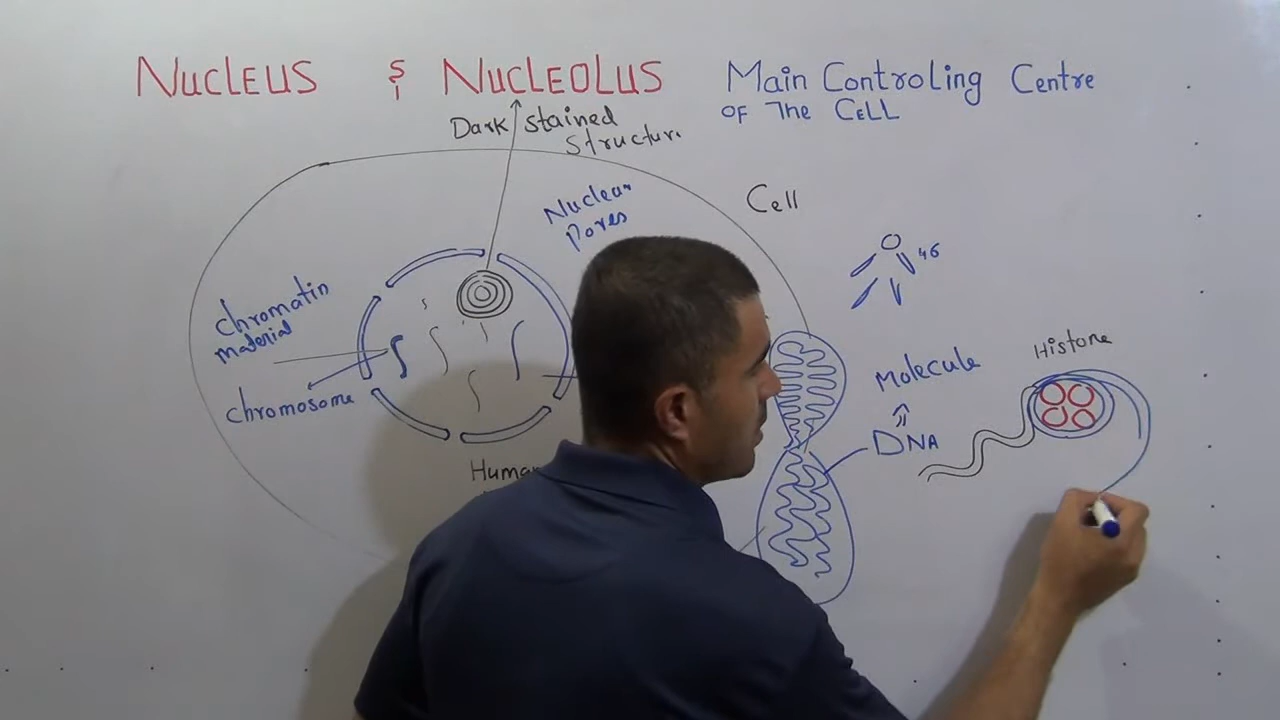 NUCLEUS & NUCLEOLUS
Main Controling Centre
OF The CELL
Dark stained
Structur
Nuclear
Pores
Cell
46
chromatin
material
chromosome
Histone
Molecule
DNA
Human